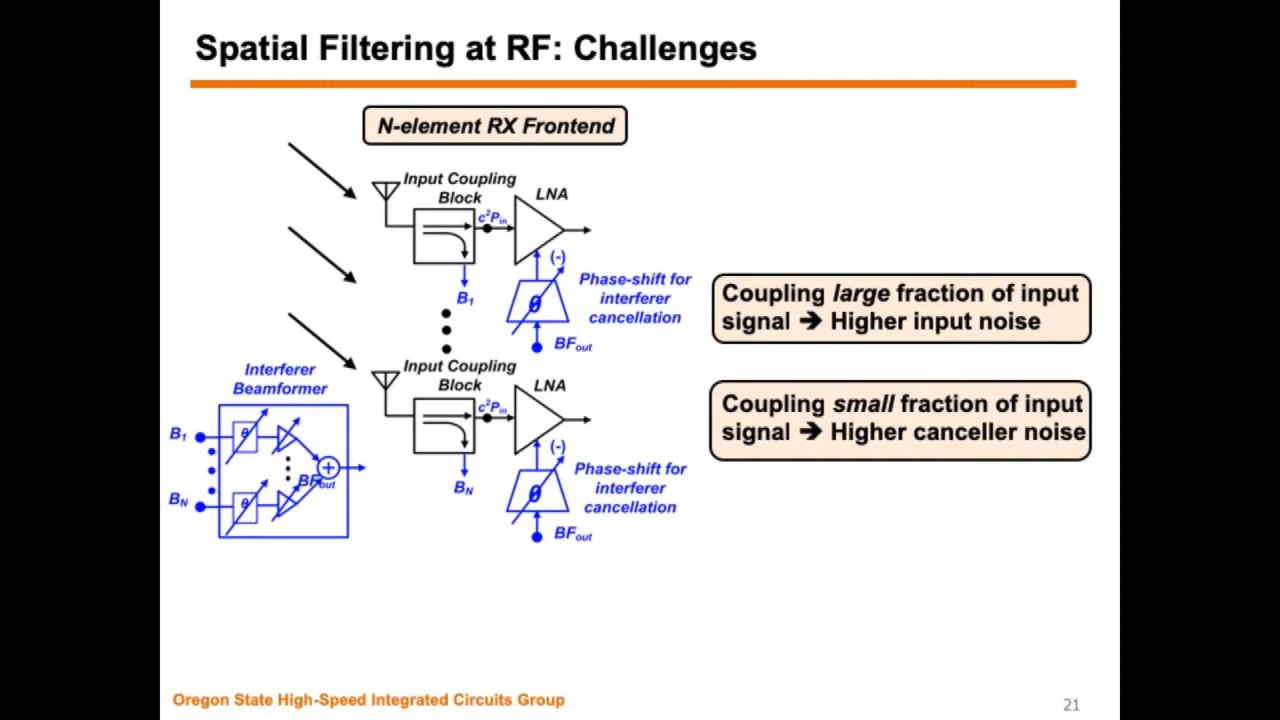 Spatial Filtering at RF: Challenges
N-element RX Frontend
Input Coupling
Block
LNA
c²Pin
(-)
B1
θ
Phase-shift for
interferer
cancellation
BFout
Input Coupling
Block
LNA
c²Pin
(-)
BN
θ
Phase-shift for
interferer
cancellation
BFout
Interferer
Beamformer
B1
θ
+
BFout
BN
θ
Coupling large fraction of input
signal ➔ Higher input noise
Coupling small fraction of input
signal ➔ Higher canceller noise
Oregon State High-Speed Integrated Circuits Group
21